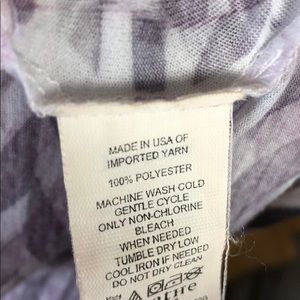 MADE IN USA OF
IMPORTED YARN
100% POLYESTER
MACHINE WASH COLD
GENTLE CYCLE
ONLY NON-CHLORINE
BLEACH
WHEN NEEDED
TUMBLE DRY LOW
COOL IRON IF NEEDED
DO NOT DRY CLEAN